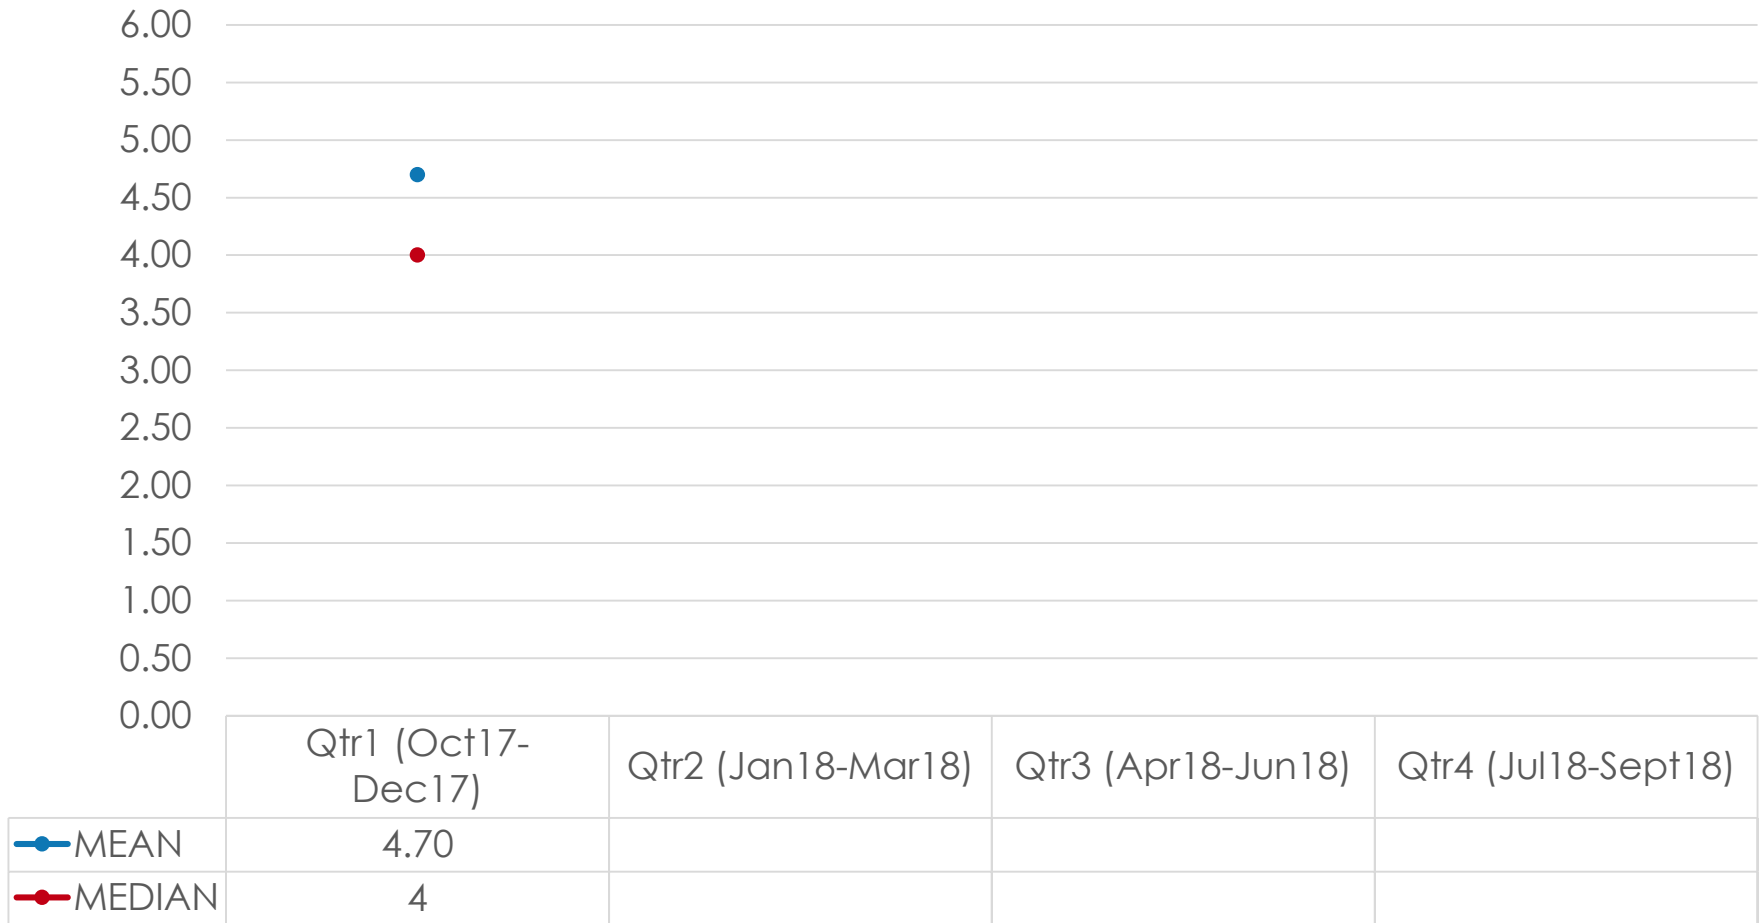 6.00
5.50
5.00
4.50
4.00
3.50
3.00
2.50
2.00
1.50
1.00
0.50
0.00
Qtr1 (Oct17-
Dec17)
Qtr2 (Jan18-Mar18)
Qtr3 (Apr18-Jun18)
Qtr4 (Jul18-Sept18)
MEAN 4.70
MEDIAN 4